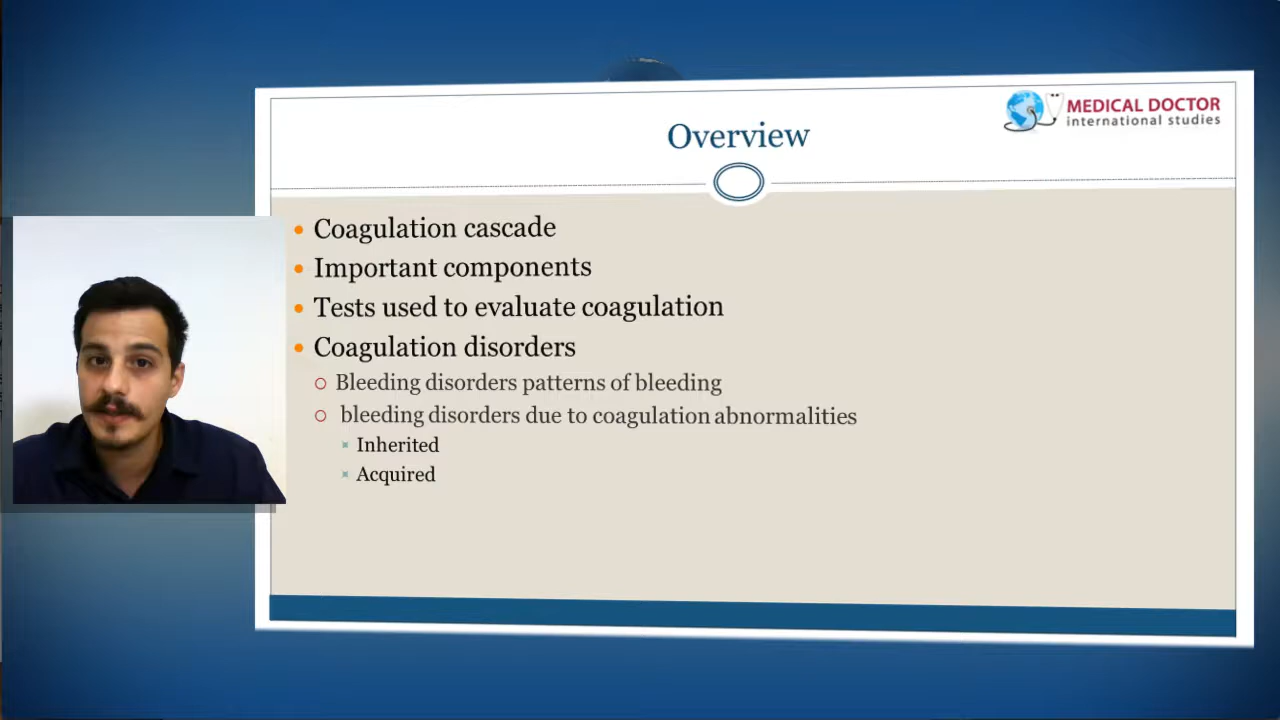 MEDICAL DOCTOR
international studies
Overview
Coagulation cascade
Important components
Tests used to evaluate coagulation
Coagulation disorders
Bleeding disorders patterns of bleeding
bleeding disorders due to coagulation abnormalities
Inherited
Acquired